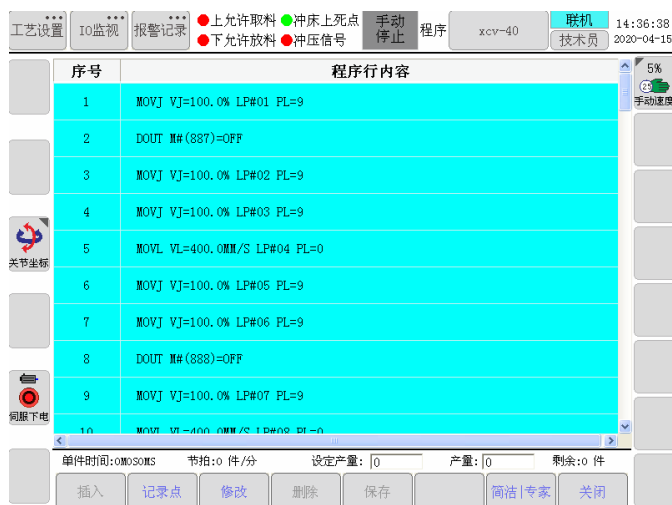 工艺设置 IO监视 报警记录 上允许取料 冲床上死点 手动 程序 xcv-40 联机 14:36:38
下允许放料 冲压信号 停止 技术员 2020-04-15
序号 程序行内容
5%
25
手动速度
1 MOVJ VJ=100.0% LP#01 PL=9
2 DOUT M#(887)=OFF
3 MOVJ VJ=100.0% LP#02 PL=9
4 MOVJ VJ=100.0% LP#03 PL=9
关节坐标
5 MOVL VL=400.0MM/S LP#04 PL=0
6 MOVJ VJ=100.0% LP#05 PL=9
7 MOVJ VJ=100.0% LP#06 PL=9
8 DOUT M#(888)=OFF
9 MOVJ VJ=100.0% LP#07 PL=9
伺服下电
10 MOVL VL=400.0MM/S LP#08 PL=0
单件时间:0M0S0MS 节拍:0 件/分 设定产量: 0 产量: 0 剩余:0 件
插入 记录点 修改 删除 保存 简洁|专家 关闭